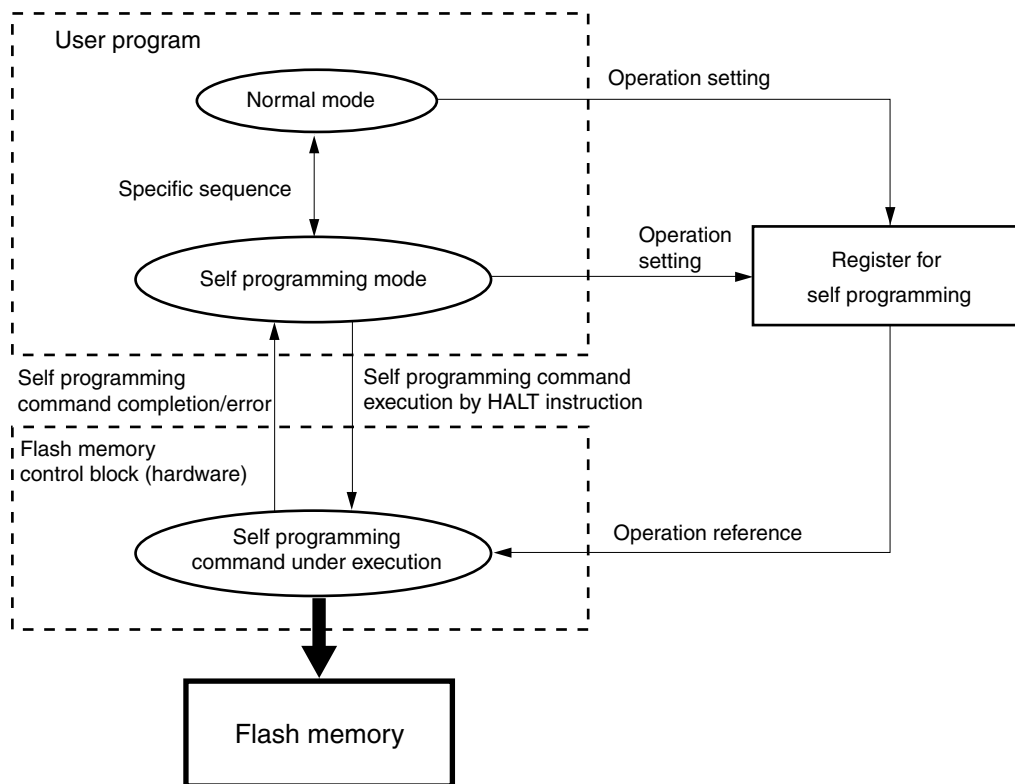 User program
Normal mode
Operation setting
Specific sequence
Self programming mode
Operation
setting
Register for
self programming
Self programming
command completion/error
Self programming command
execution by HALT instruction
Flash memory
control block (hardware)
Self programming
command under execution
Operation reference
Flash memory